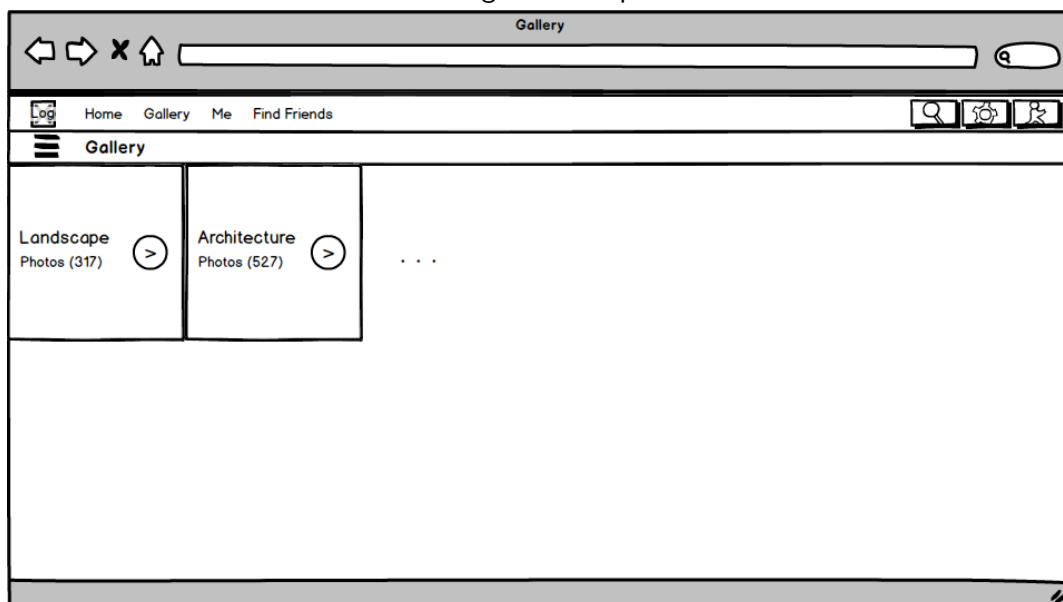 Gallery
Log Home Gallery Me Find Friends
Gallery
Landscape
Photos (317)
>
Architecture
Photos (527)
>
. . .